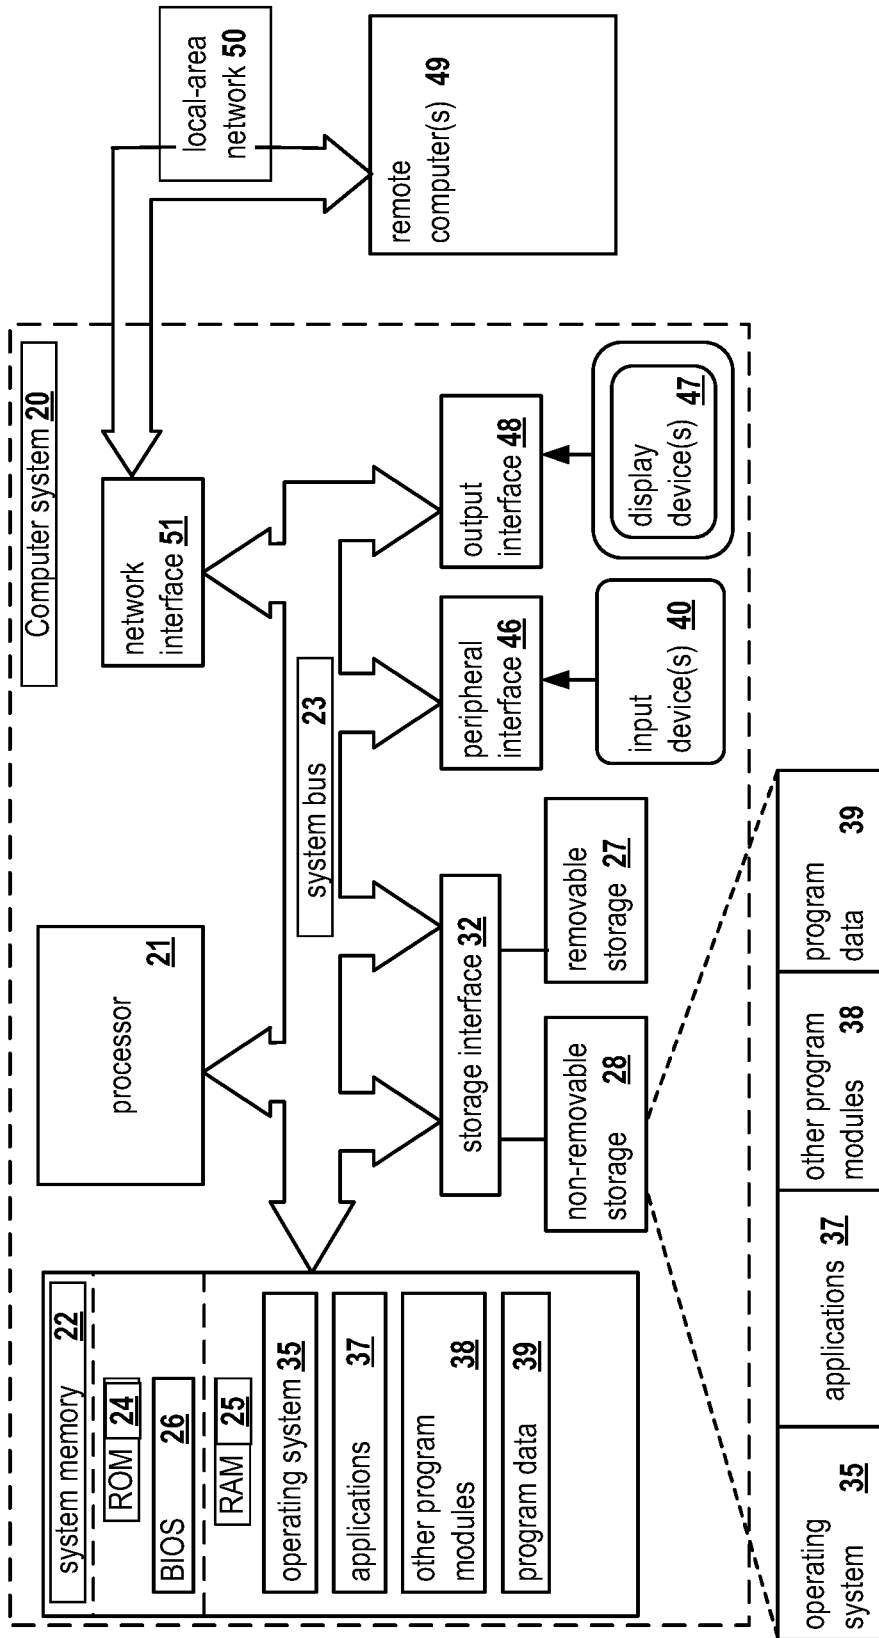 system memory 22
ROM 24
BIOS 26
RAM 25
operating system 35
applications 37
other program
modules 38
program data 39
processor
21
Computer system 20
network
interface 51
local-area
network 50
system bus 23
storage interface 32
peripheral
interface 46
output
interface 48
remote
computer(s) 49
non-removable
storage 28
removable
storage 27
input
device(s) 40
display
device(s) 47
operating
system 35
applications 37
other program
modules 38
program
data 39